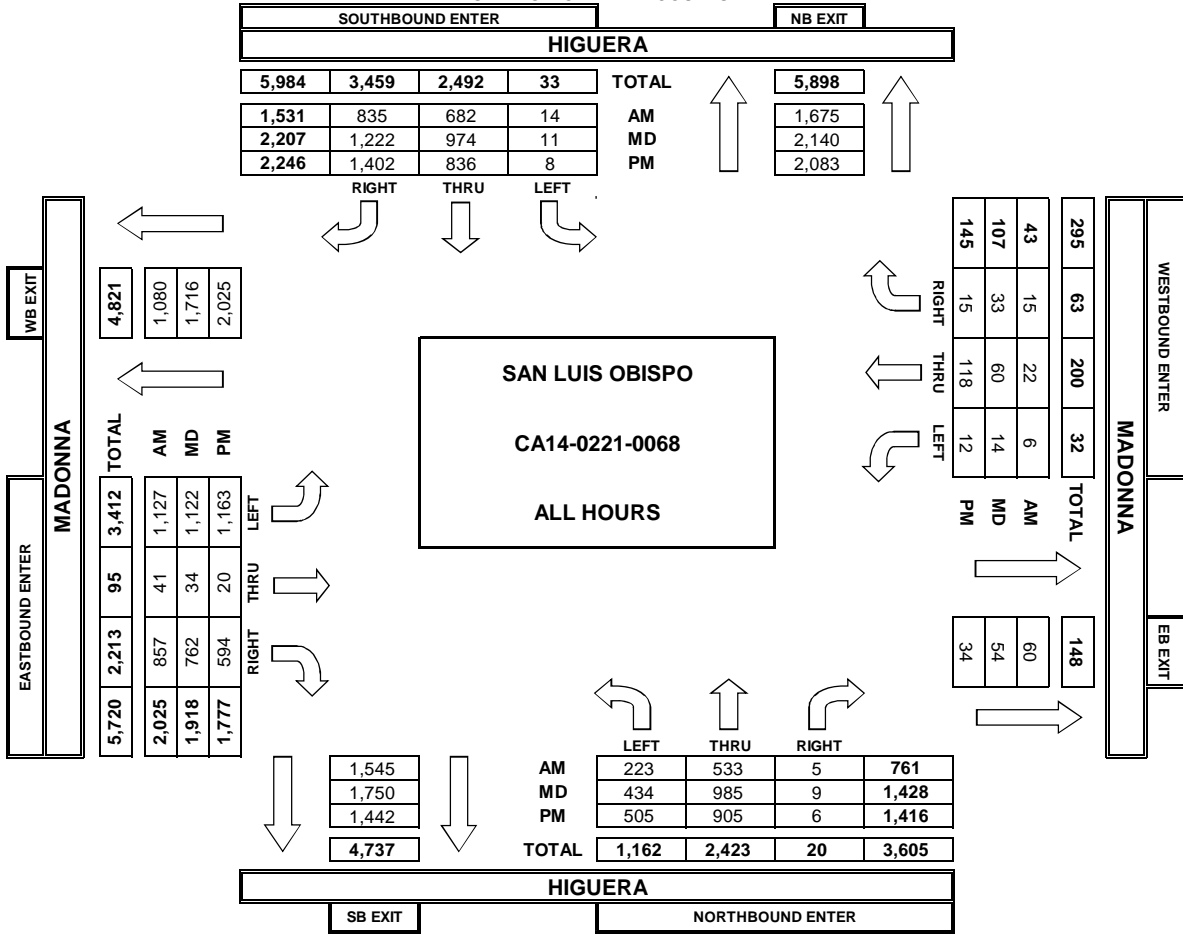 SOUTHBOUND ENTER NB EXIT
HIGUERA
5,984 3,459 2,492 33 TOTAL 5,898
1,531 835 682 14 AM 1,675
2,207 1,222 974 11 MD 2,140
2,246 1,402 836 8 PM 2,083
RIGHT THRU LEFT
WB EXIT
MADONNA
EASTBOUND ENTER
4,821
1,080
1,716
2,025
TOTAL 3,412 95 2,213 5,720
AM 1,127 41 857 2,025
MD 1,122 34 762 1,918
PM 1,163 20 594 1,777
LEFT THRU RIGHT
SAN LUIS OBISPO
CA14-0221-0068
ALL HOURS
WESTBOUND ENTER
EB EXIT
MADONNA
295 63 200 32 TOTAL 148
43 15 22 6 AM 60
107 33 60 14 MD 54
145 15 118 12 PM 34
RIGHT THRU LEFT
LEFT THRU RIGHT
1,545 AM 223 533 5 761
1,750 MD 434 985 9 1,428
1,442 PM 505 905 6 1,416
4,737 TOTAL 1,162 2,423 20 3,605
HIGUERA
SB EXIT NORTHBOUND ENTER